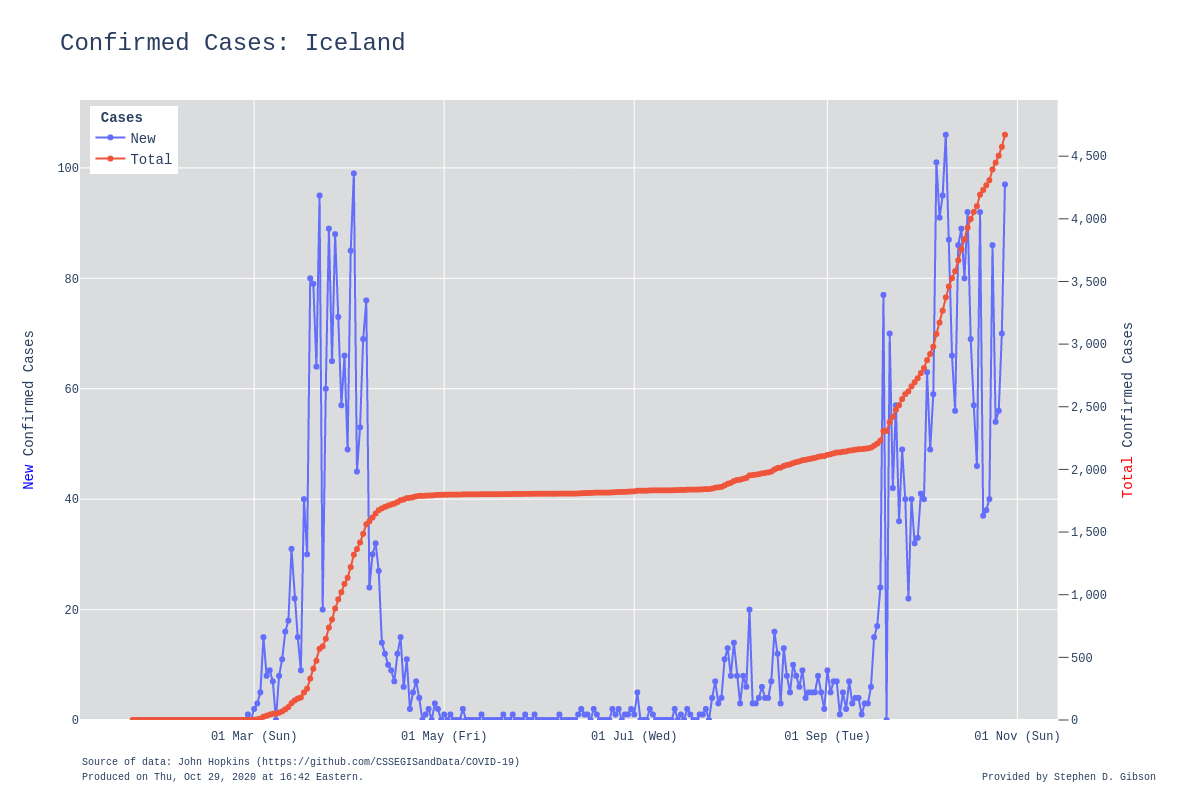 Confirmed Cases: Iceland
Cases
New
Total
100
80
60
40
20
0
4,500
4,000
3,500
3,000
2,500
2,000
1,500
1,000
500
0
New Confirmed Cases
Total Confirmed Cases
01 Mar (Sun)
01 May (Fri)
01 Jul (Wed)
01 Sep (Tue)
01 Nov (Sun)
Source of data: John Hopkins (https://github.com/CSSEGISandData/COVID-19)
Produced on Thu, Oct 29, 2020 at 16:42 Eastern.
Provided by Stephen D. Gibson